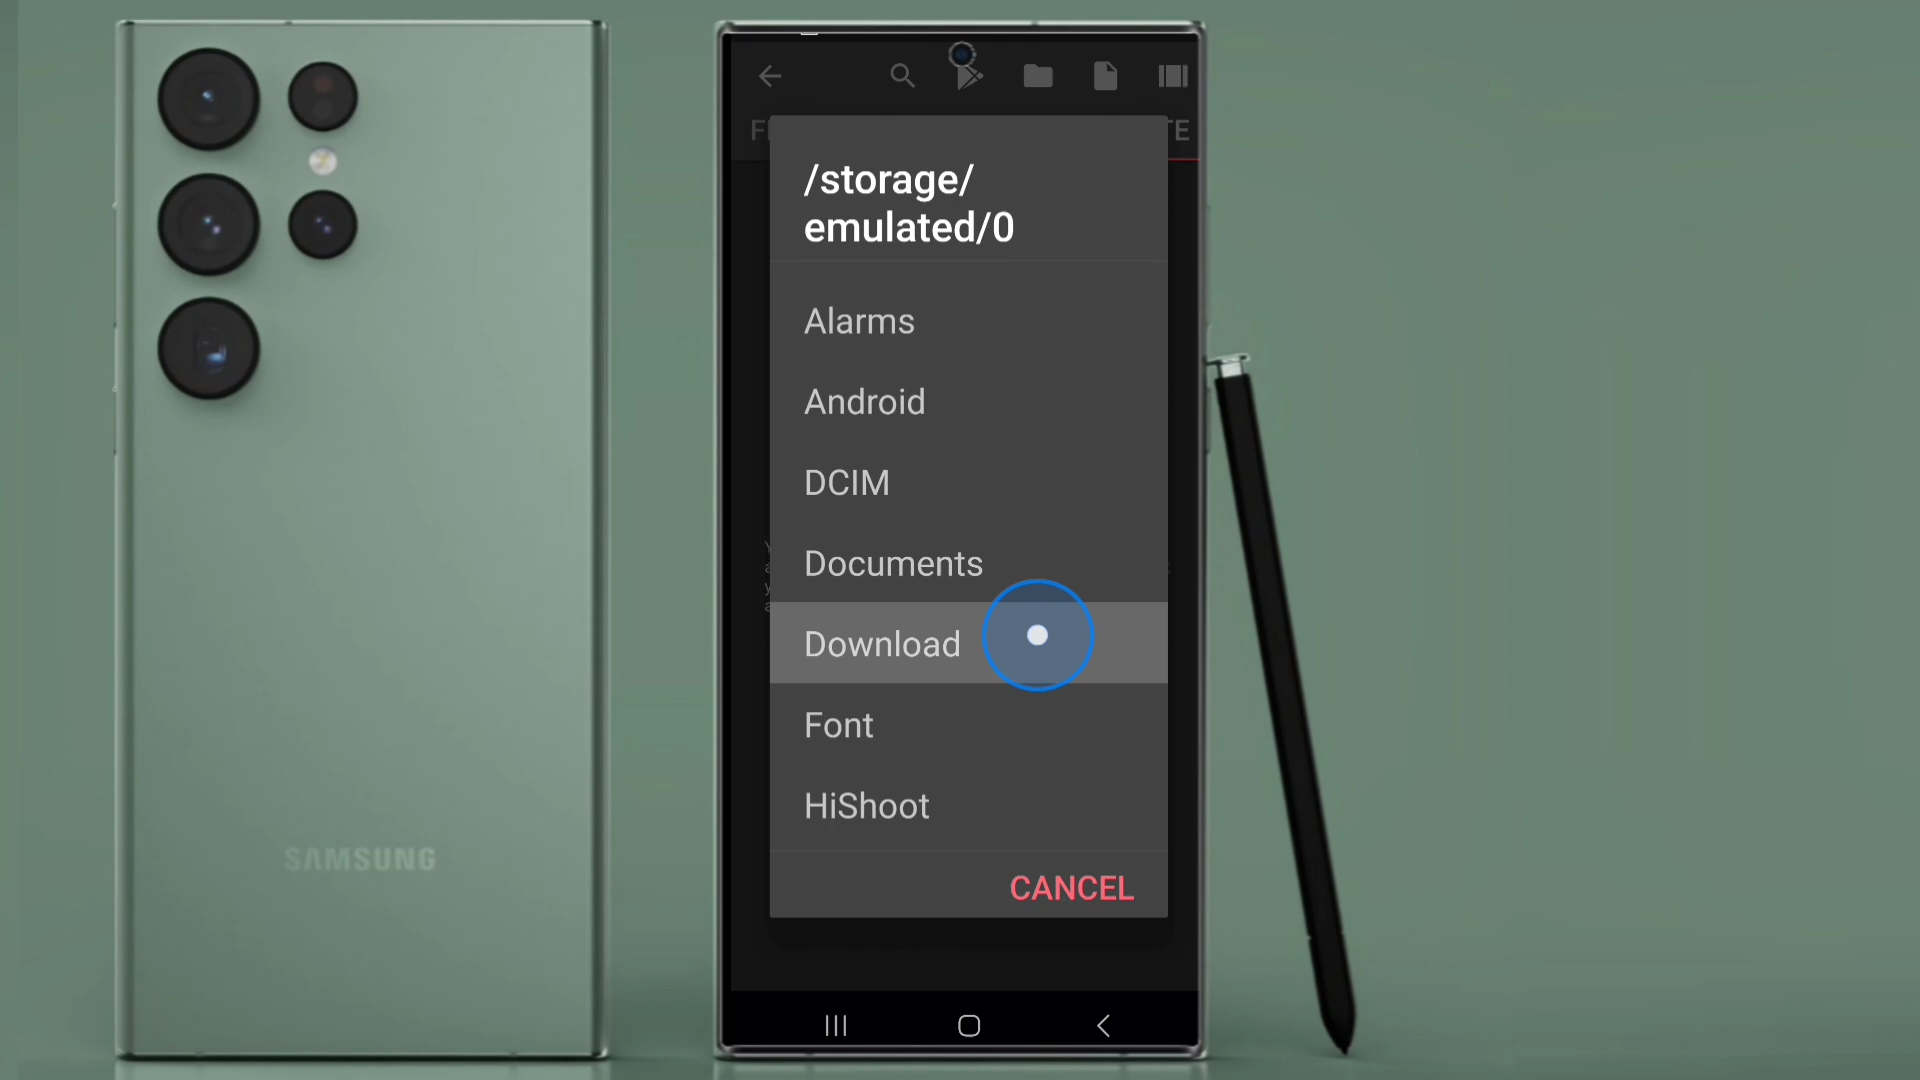 /storage/
emulated/0
Alarms
Android
DCIM
Documents
Download
Font
HiShoot
CANCEL
SAMSUNG